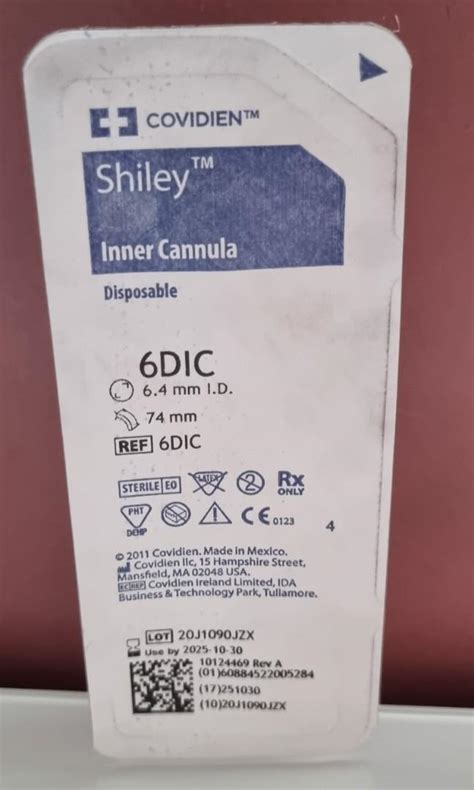 COVIDIEN™
Shiley™
Inner Cannula
Disposable
6DIC
6.4 mm I.D.
74 mm
REF 6DIC
STERILE EO LATEX 2 Rx ONLY
PHT DEHP CE 0123 4
© 2011 Covidien. Made in Mexico.
Covidien llc, 15 Hampshire Street,
Mansfield, MA 02048 USA.
EC REP Covidien Ireland Limited, IDA
Business & Technology Park, Tullamore.
LOT 20J1090JZX
Use by 2025-10-30
10124469 Rev A
(01)60884522005284
(17)251030
(10)20J1090JZX